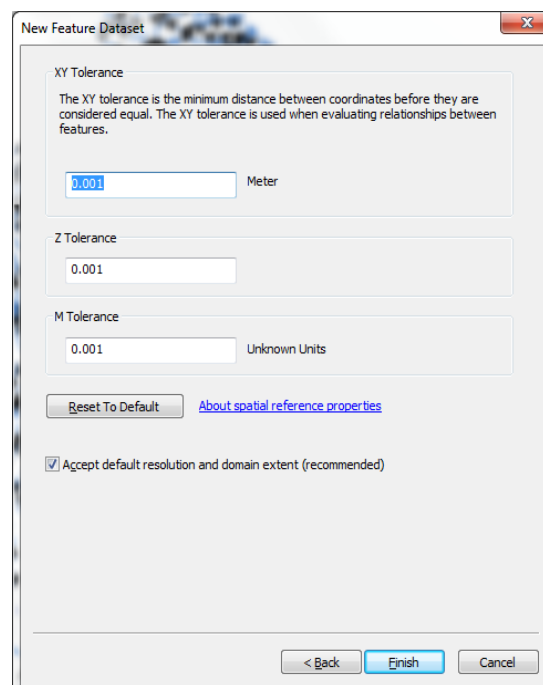 New Feature Dataset
XY Tolerance
The XY tolerance is the minimum distance between coordinates before they are
considered equal. The XY tolerance is used when evaluating relationships between
features.
0.001 Meter
Z Tolerance
0.001
M Tolerance
0.001 Unknown Units
Reset To Default About spatial reference properties
Accept default resolution and domain extent (recommended)
< Back Finish Cancel